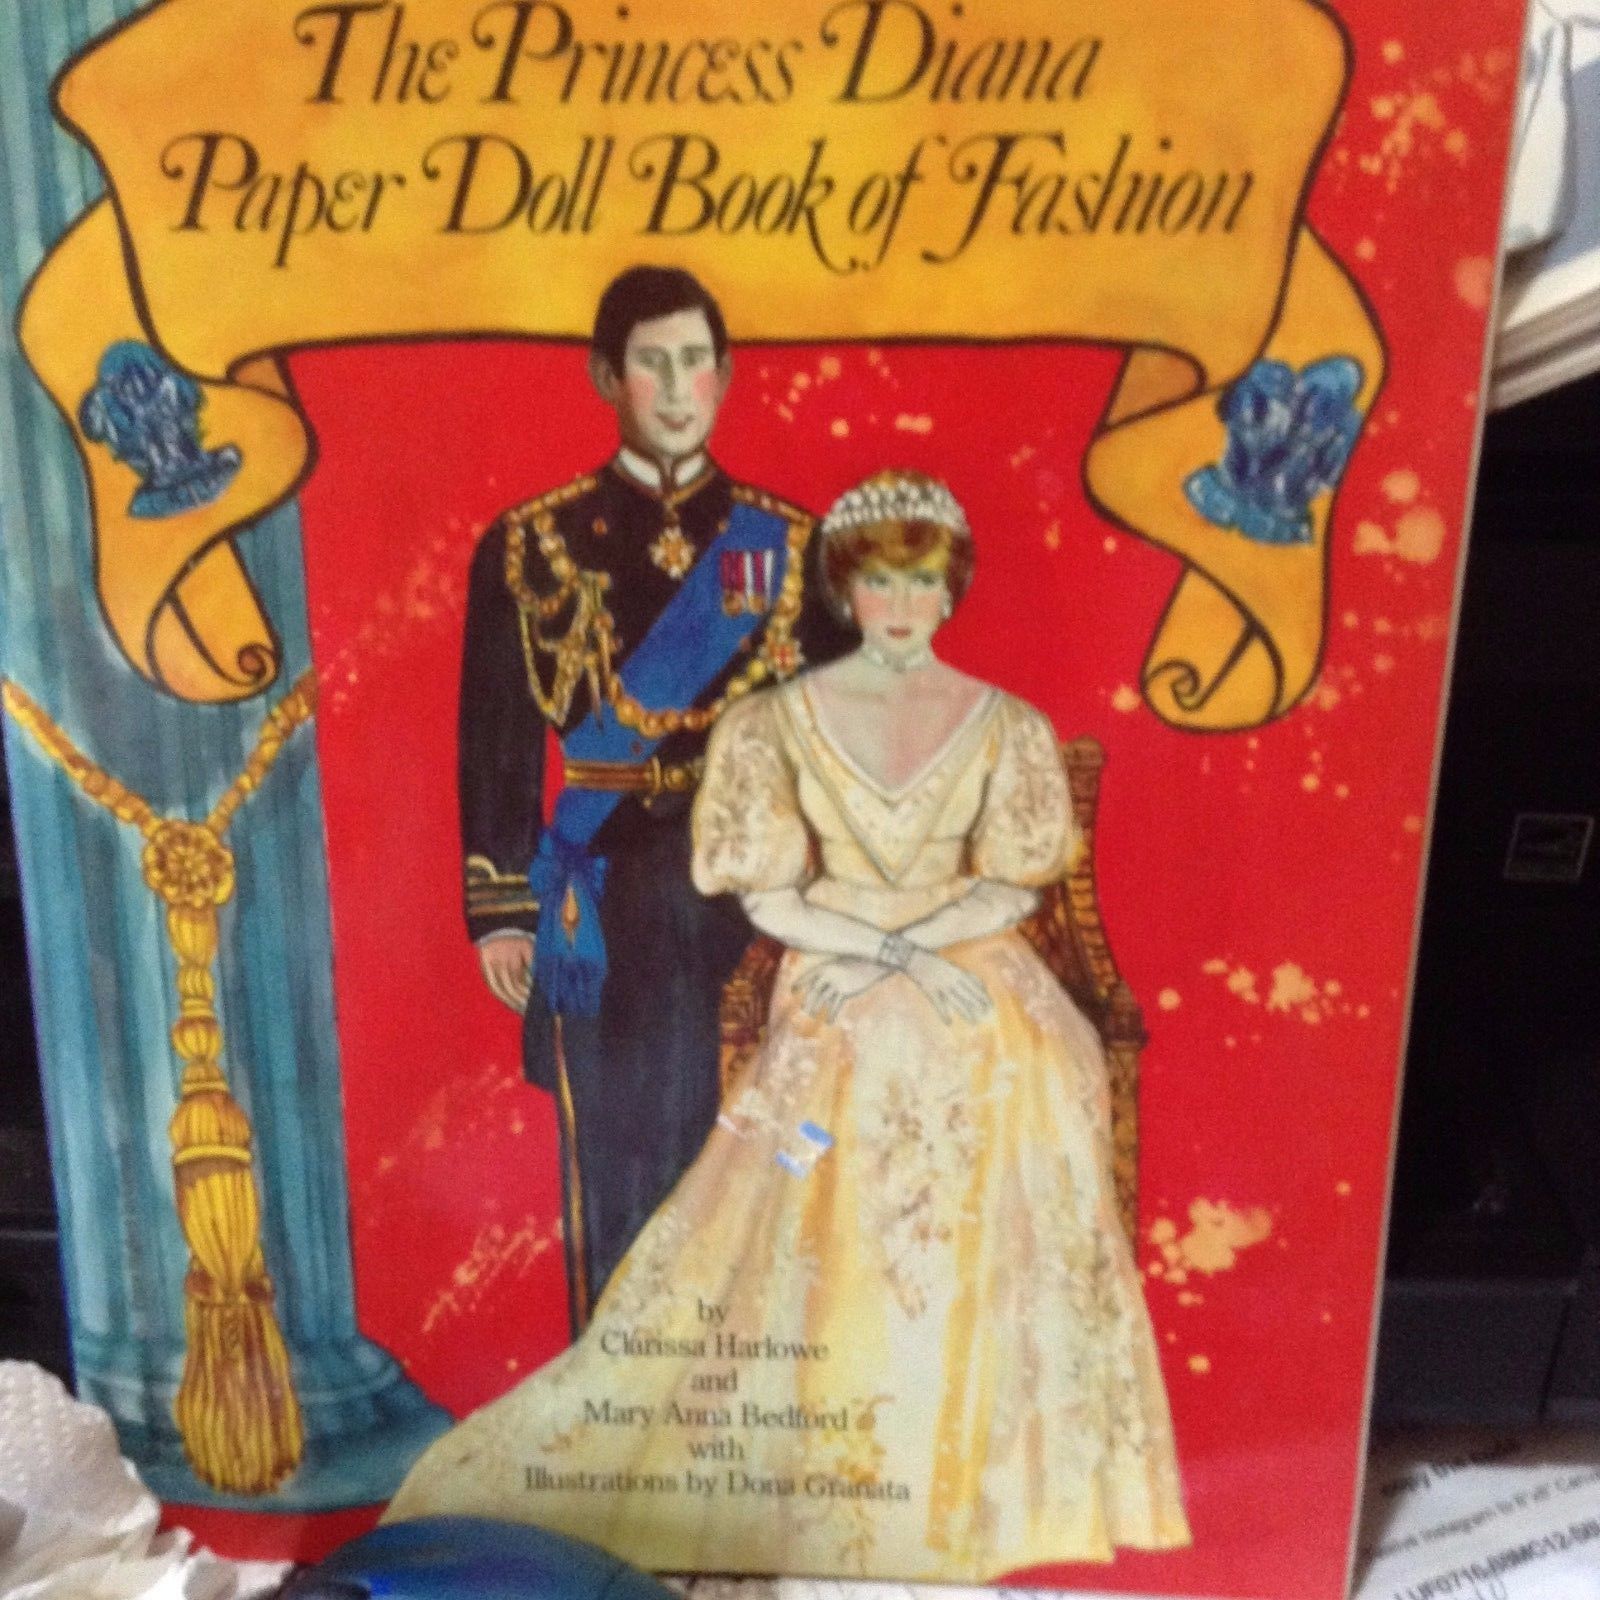 The Princess Diana
Paper Doll Book of Fashion
by
Clarissa Harlowe
and
Mary Anna Bedford
with
Illustrations by Dona Granata